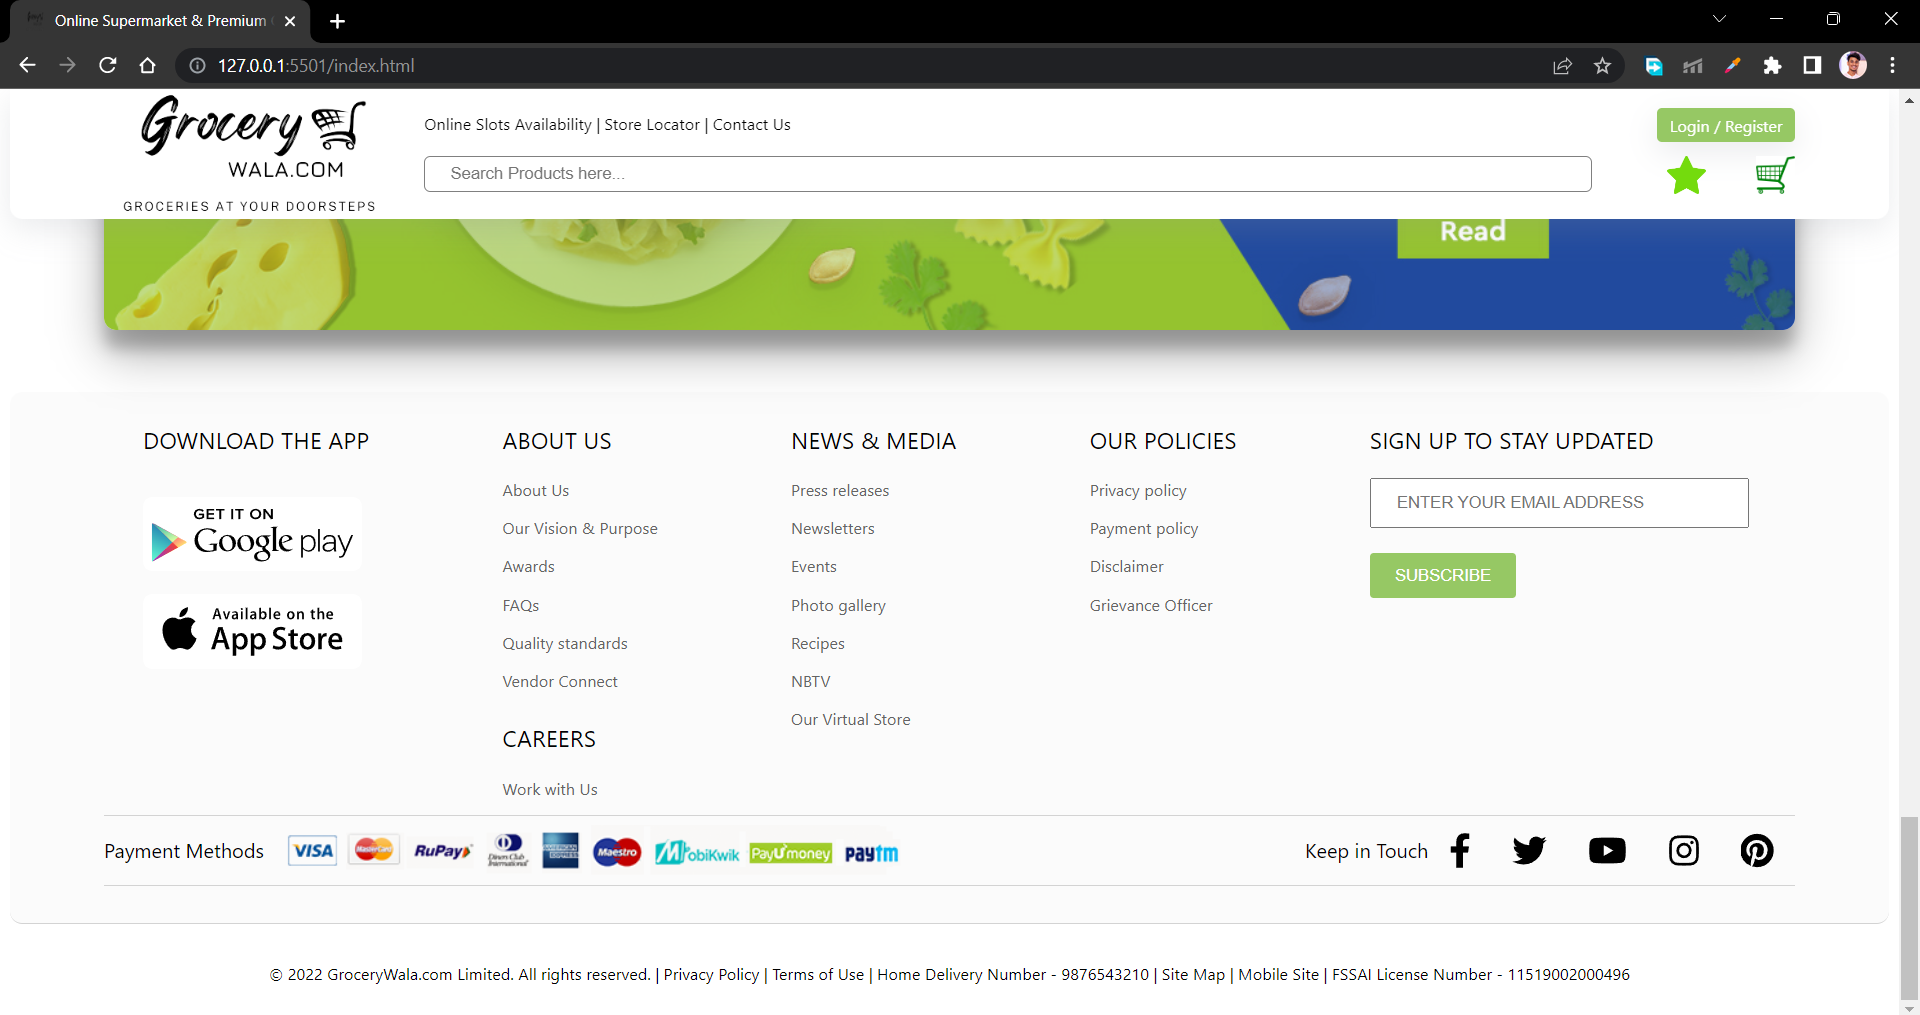 Online Supermarket & Premium
127.0.0.1:5501/index.html
Grocery
WALA.COM
GROCERIES AT YOUR DOORSTEPS
Online Slots Availability | Store Locator | Contact Us
Login / Register
Search Products here...
Read
DOWNLOAD THE APP
GET IT ON
Google play
Available on the
App Store
ABOUT US
About Us
Our Vision & Purpose
Awards
FAQs
Quality standards
Vendor Connect
CAREERS
Work with Us
NEWS & MEDIA
Press releases
Newsletters
Events
Photo gallery
Recipes
NBTV
Our Virtual Store
OUR POLICIES
Privacy policy
Payment policy
Disclaimer
Grievance Officer
SIGN UP TO STAY UPDATED
ENTER YOUR EMAIL ADDRESS
SUBSCRIBE
Payment Methods
VISA
MasterCard
RuPay
Diners Club
International
AMERICAN
EXPRESS
Maestro
MobiKwik
PayUmoney
paytm
Keep in Touch
© 2022 GroceryWala.com Limited. All rights reserved. | Privacy Policy | Terms of Use | Home Delivery Number - 9876543210 | Site Map | Mobile Site | FSSAI License Number - 11519002000496